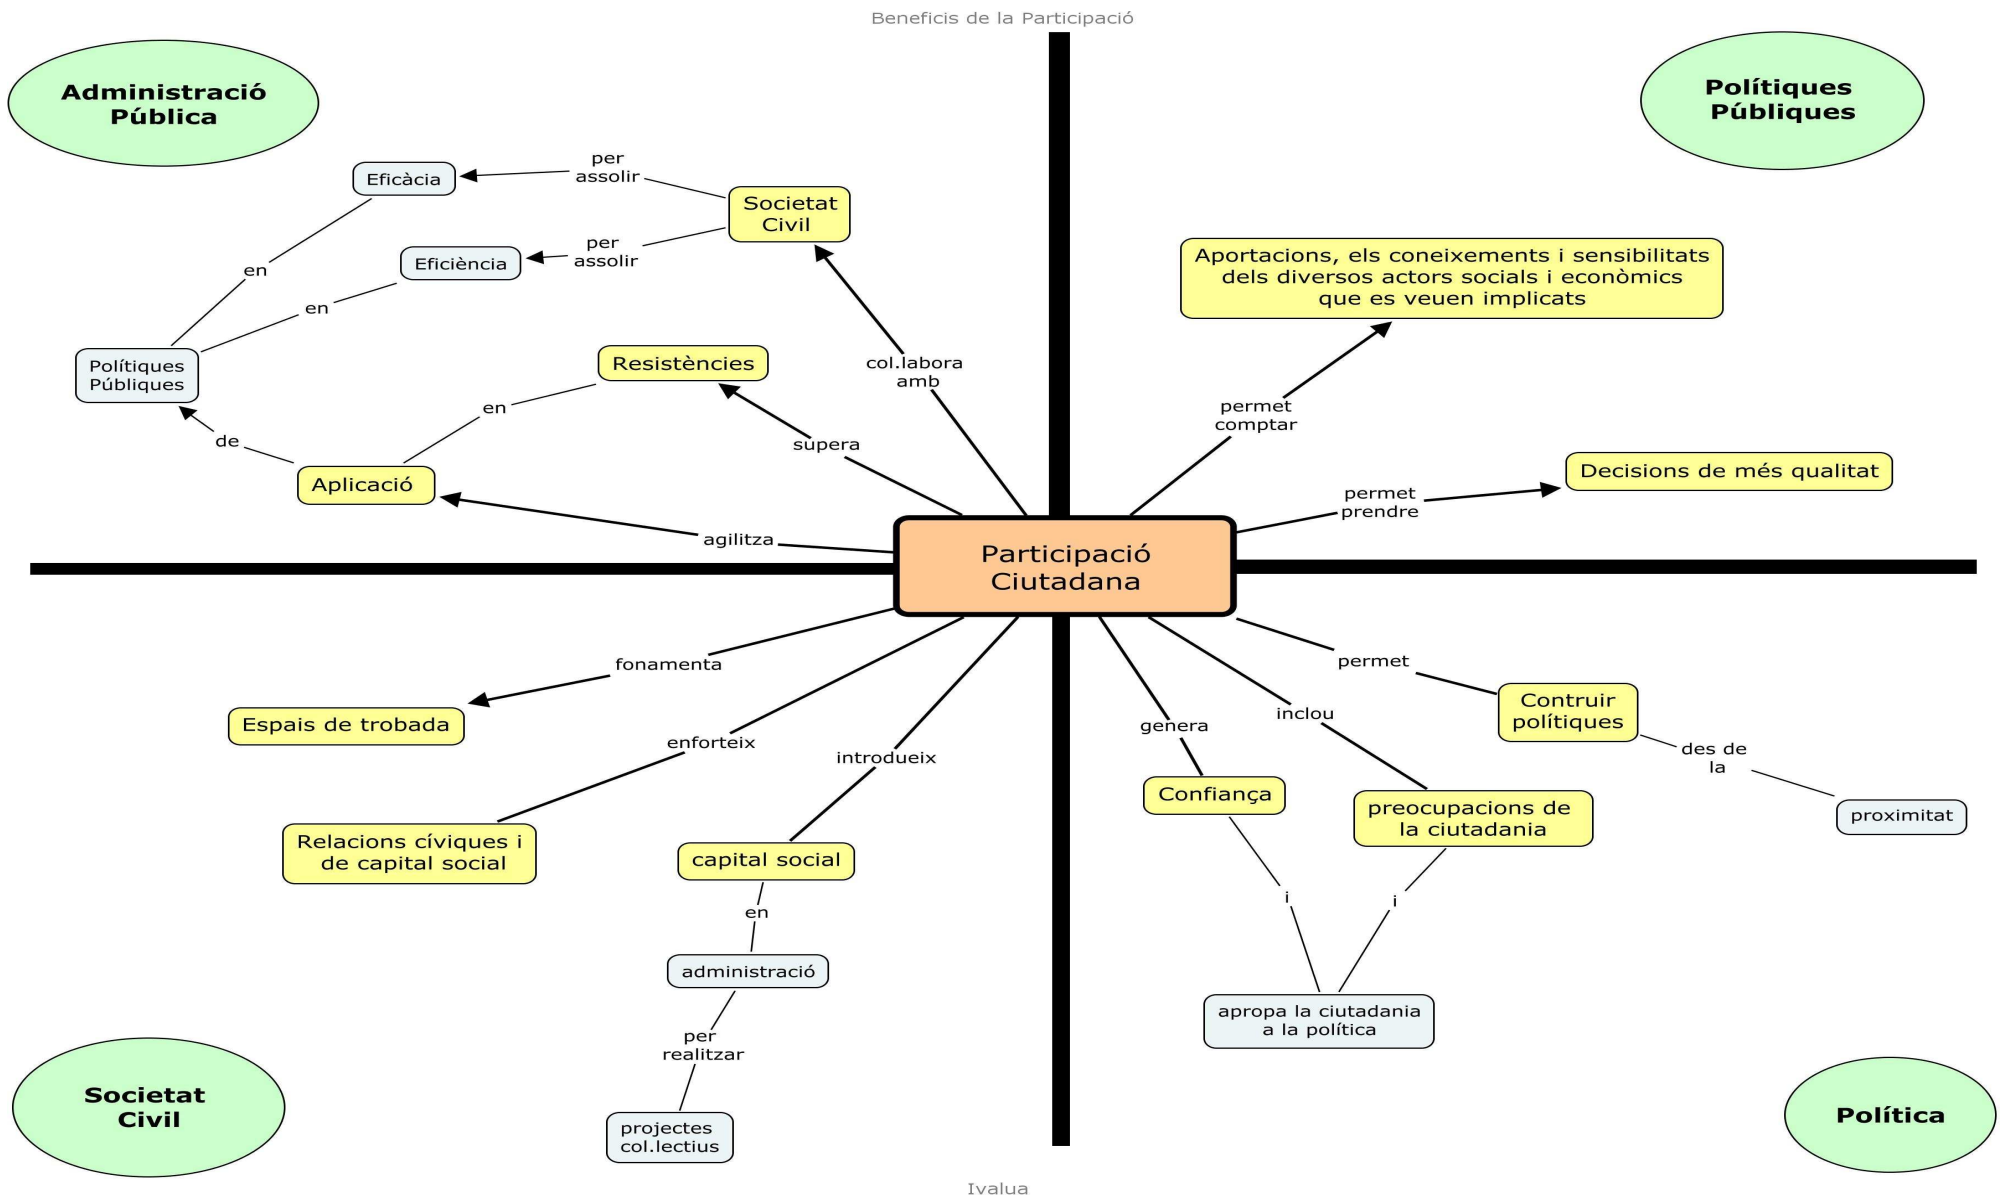 Beneficis de la Participació
Administració
Pública
Polítiques
Públiques
Eficàcia
per
assolir
Societat
Civil
Eficiència
per
assolir
en
en
Polítiques
Públiques
Resistències
col.labora
amb
en
de
supera
Aplicació
agilitza
Aportacions, els coneixements i sensibilitats
dels diversos actors socials i econòmics
que es veuen implicats
permet
comptar
Decisions de més qualitat
permet
prendre
Participació
Ciutadana
fonamenta
Espais de trobada
enforteix
introdueix
Relacions cíviques i
de capital social
capital social
en
administració
per
realitzar
projectes
col.lectius
permet
Contruir
polítiques
des de
la
proximitat
genera
inclou
Confiança
preocupacions de
la ciutadania
i
i
apropa la ciutadania
a la política
Societat
Civil
Política
Ivalua